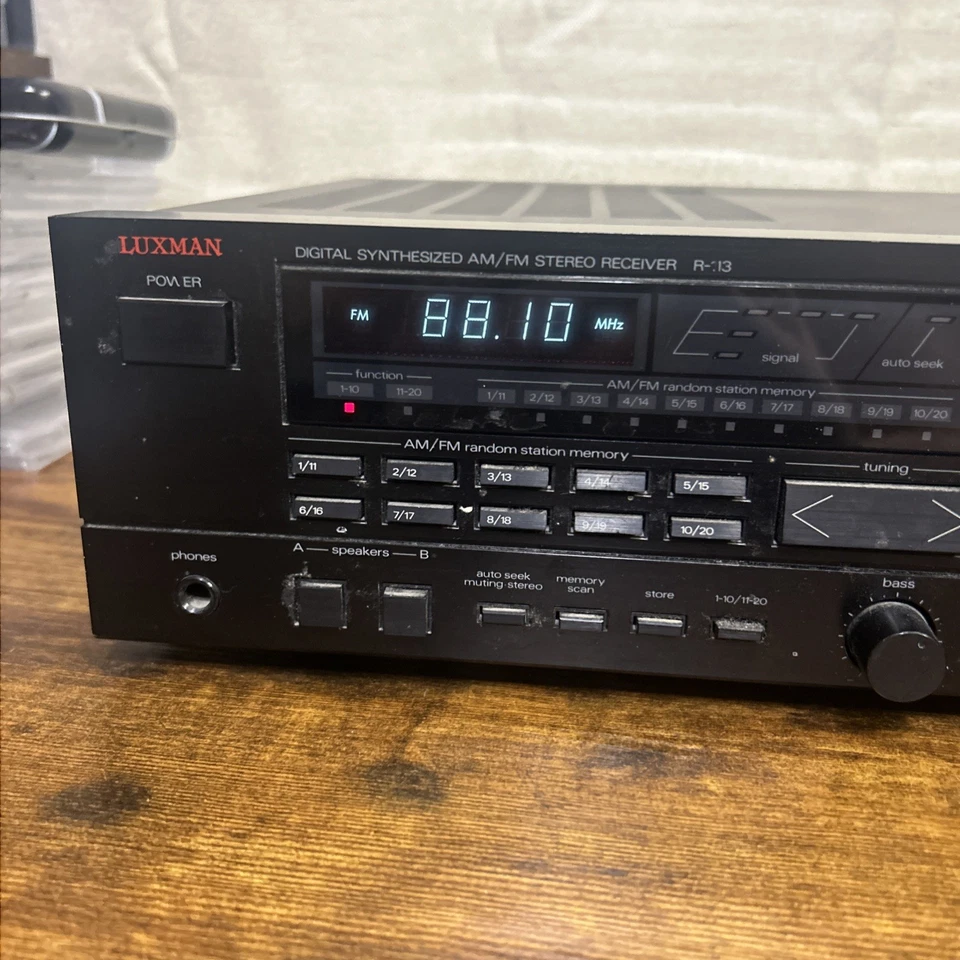 LUXMAN
DIGITAL SYNTHESIZED AM/FM STEREO RECEIVER
POWER
FM 88.10 MHz
signal
auto seek
function
1-10 11-20
AM/FM random station memory
1/11 2/12 3/13 4/14 5/15 6/16 7/17 8/18 9/19 10/20
AM/FM random station memory
tuning
1/11 2/12 3/13 4/14 5/15
6/16 7/17 8/18 9/19 10/20
phones
A speakers B
auto seek
muting·stereo
memory
scan
store
1-10/11-20
bass